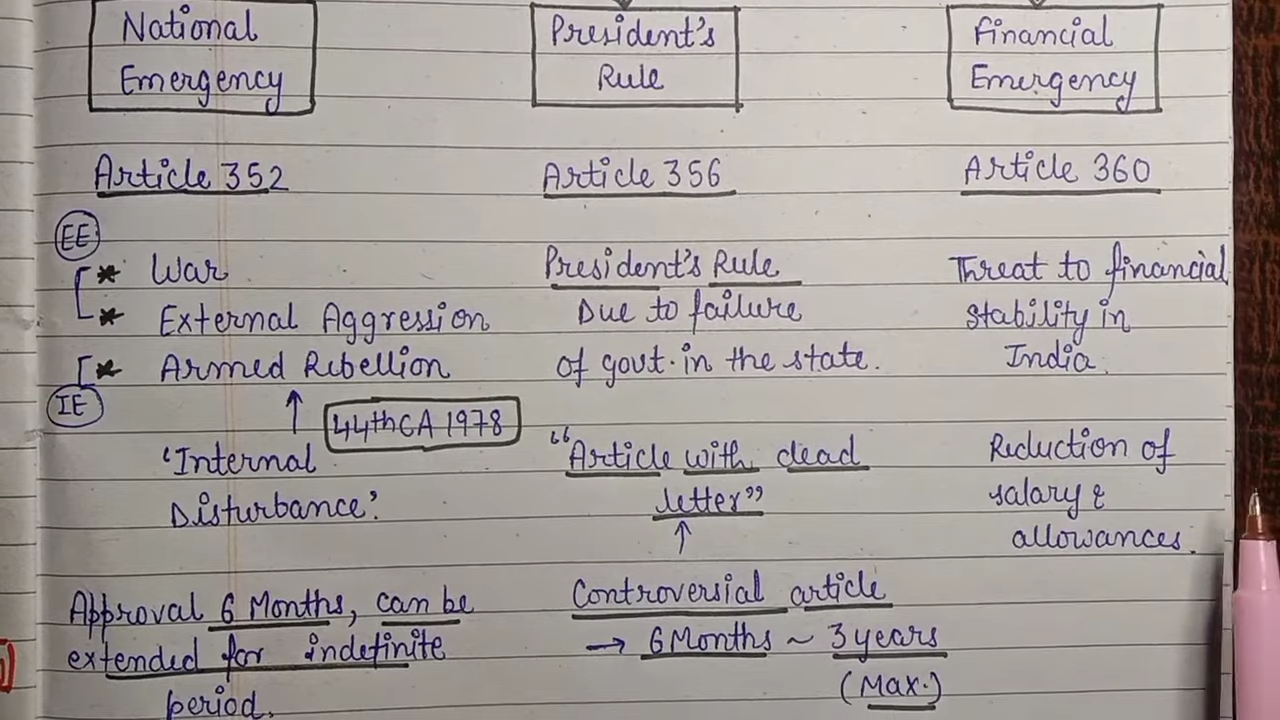 National
Emergency
Article 352
EE
* War
* External Aggression
* Armed Rebellion
IE
↑ 44th CA 1978
'Internal
Disturbance'
Approval 6 Months, can be
extended for indefinite
period.
President's
Rule
Article 356
President's Rule
Due to failure
of govt. in the state.
"Article with dead
letter"
↑
Controversial article
→ 6 Months ~ 3 years
(Max.)
Financial
Emergency
Article 360
Threat to financial
stability in
India.
Reduction of
salary &
allowances.